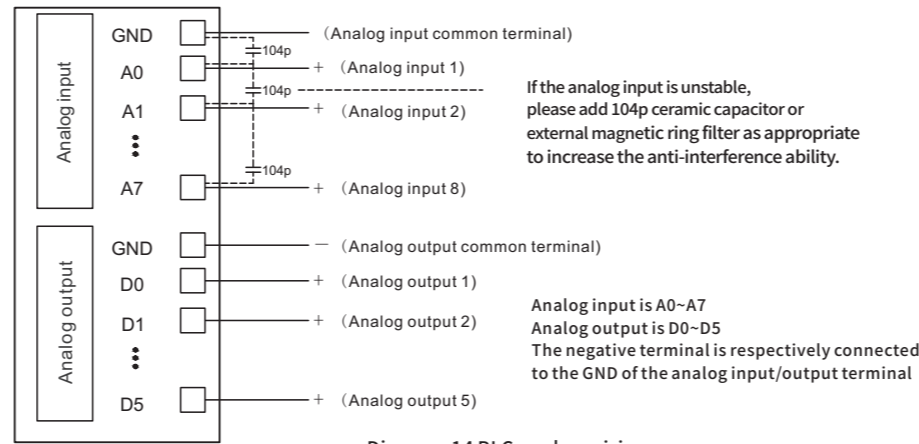 Analog input
GND
(Analog input common terminal)
104p
A0
+ (Analog input 1)
104p
A1
+ (Analog input 2)
104p
A7
+ (Analog input 8)
If the analog input is unstable,
please add 104p ceramic capacitor or
external magnetic ring filter as appropriate
to increase the anti-interference ability.
Analog output
GND
− (Analog output common terminal)
D0
+ (Analog output 1)
D1
+ (Analog output 2)
D5
+ (Analog output 5)
Analog input is A0~A7
Analog output is D0~D5
The negative terminal is respectively connected
to the GND of the analog input/output terminal